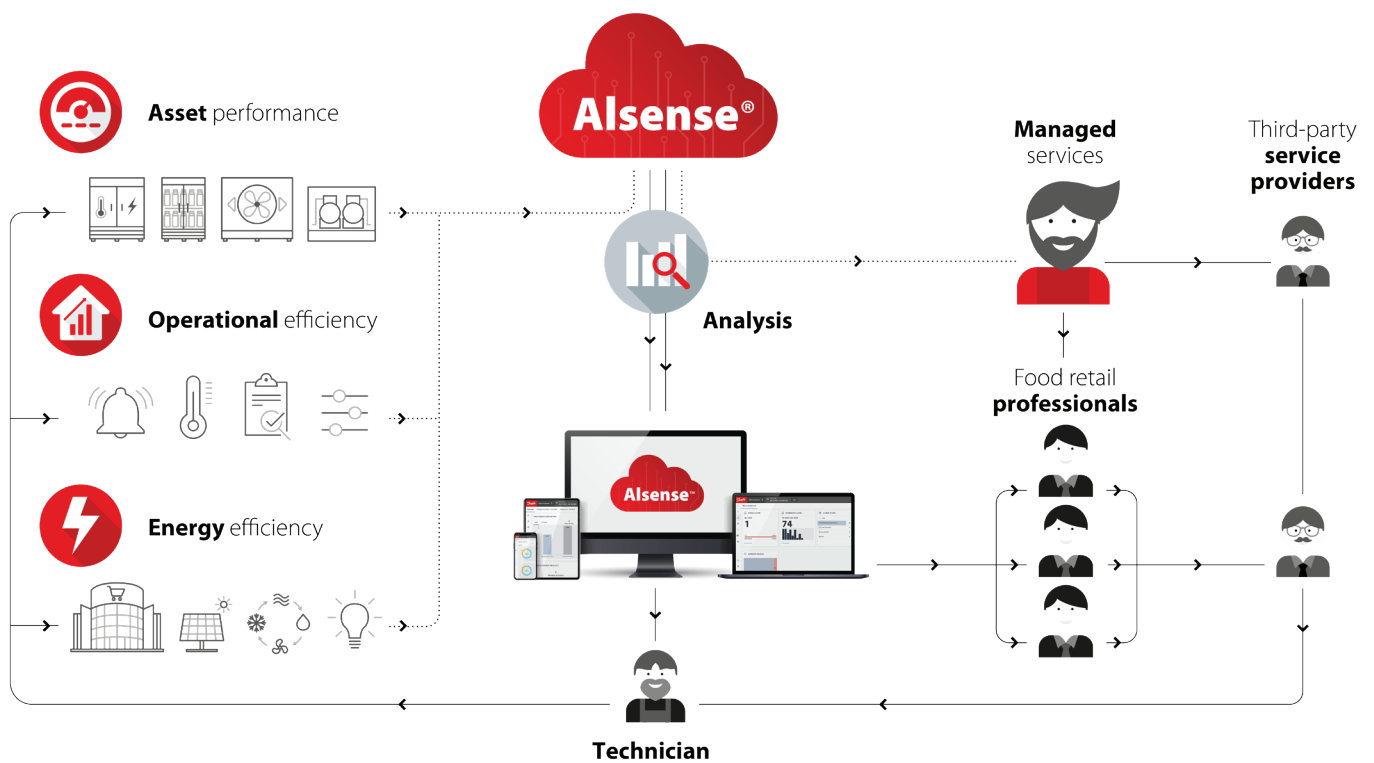 Alsense®
Asset performance
Managed
services
Third-party
service
providers
Operational efficiency
Analysis
Food retail
professionals
Alsense™
1
74
Energy efficiency
Technician